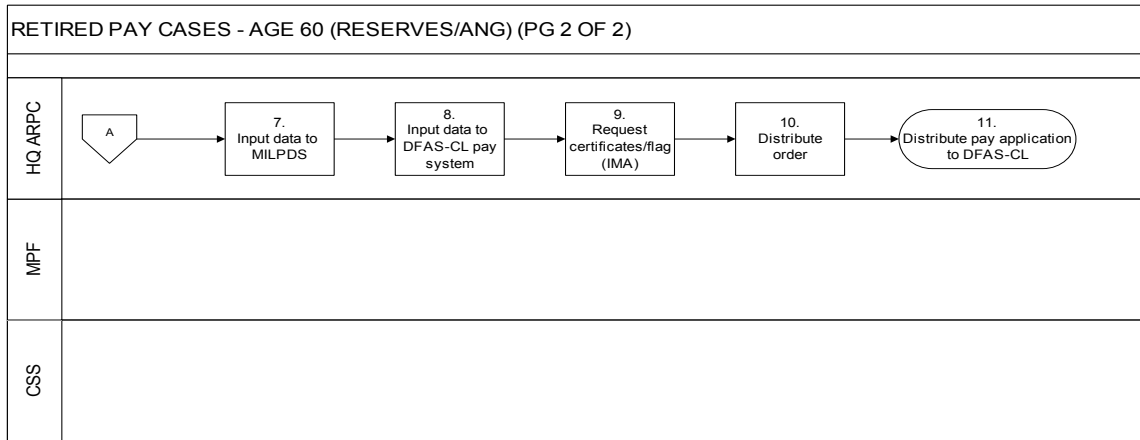 RETIRED PAY CASES - AGE 60 (RESERVES/ANG) (PG 2 OF 2)
HQ ARPC
A
7.
Input data to
MILPDS
8.
Input data to
DFAS-CL pay
system
9.
Request
certificates/flag
(IMA)
10.
Distribute
order
11.
Distribute pay application
to DFAS-CL
MPF
CSS